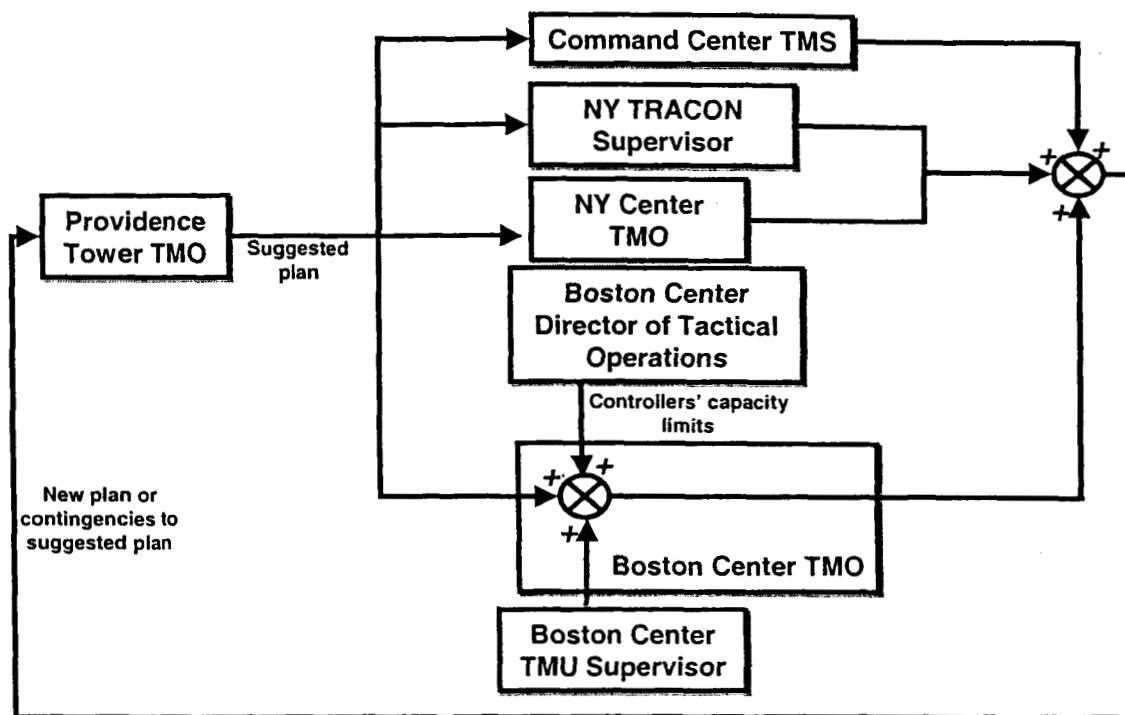 Command Center TMS
NY TRACON
Supervisor
+
+
+
Providence
Tower TMO
Suggested
plan
NY Center
TMO
Boston Center
Director of Tactical
Operations
Controllers' capacity
limits
New plan or
contingencies to
suggested plan
+
+
+
Boston Center TMO
Boston Center
TMU Supervisor